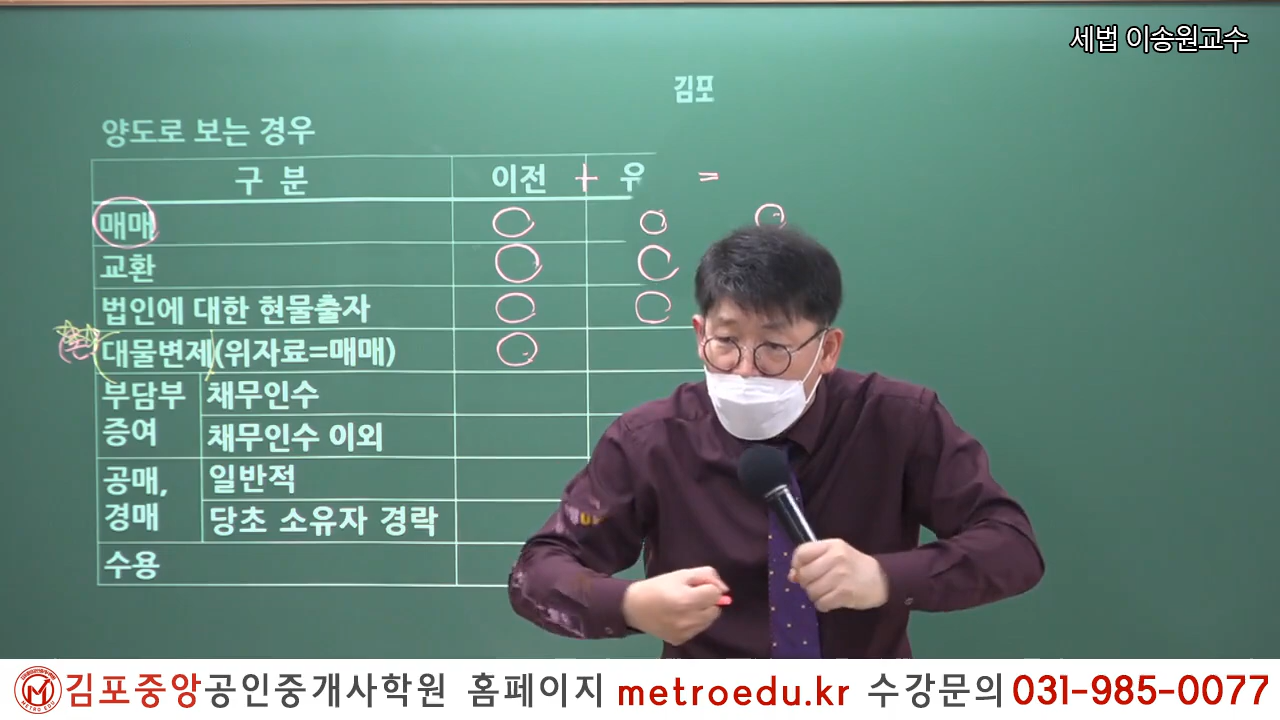 세법 이송원교수
김포
양도로 보는 경우
구 분 이전 + 유 =
매매
교환
법인에 대한 현물출자
대물변제(위자료=매매)
부담부 증여 채무인수
채무인수 이외
공매, 경매 일반적
당초 소유자 경락
수용
김포중앙공인중개사학원 홈페이지 metroedu.kr 수강문의 031-985-0077